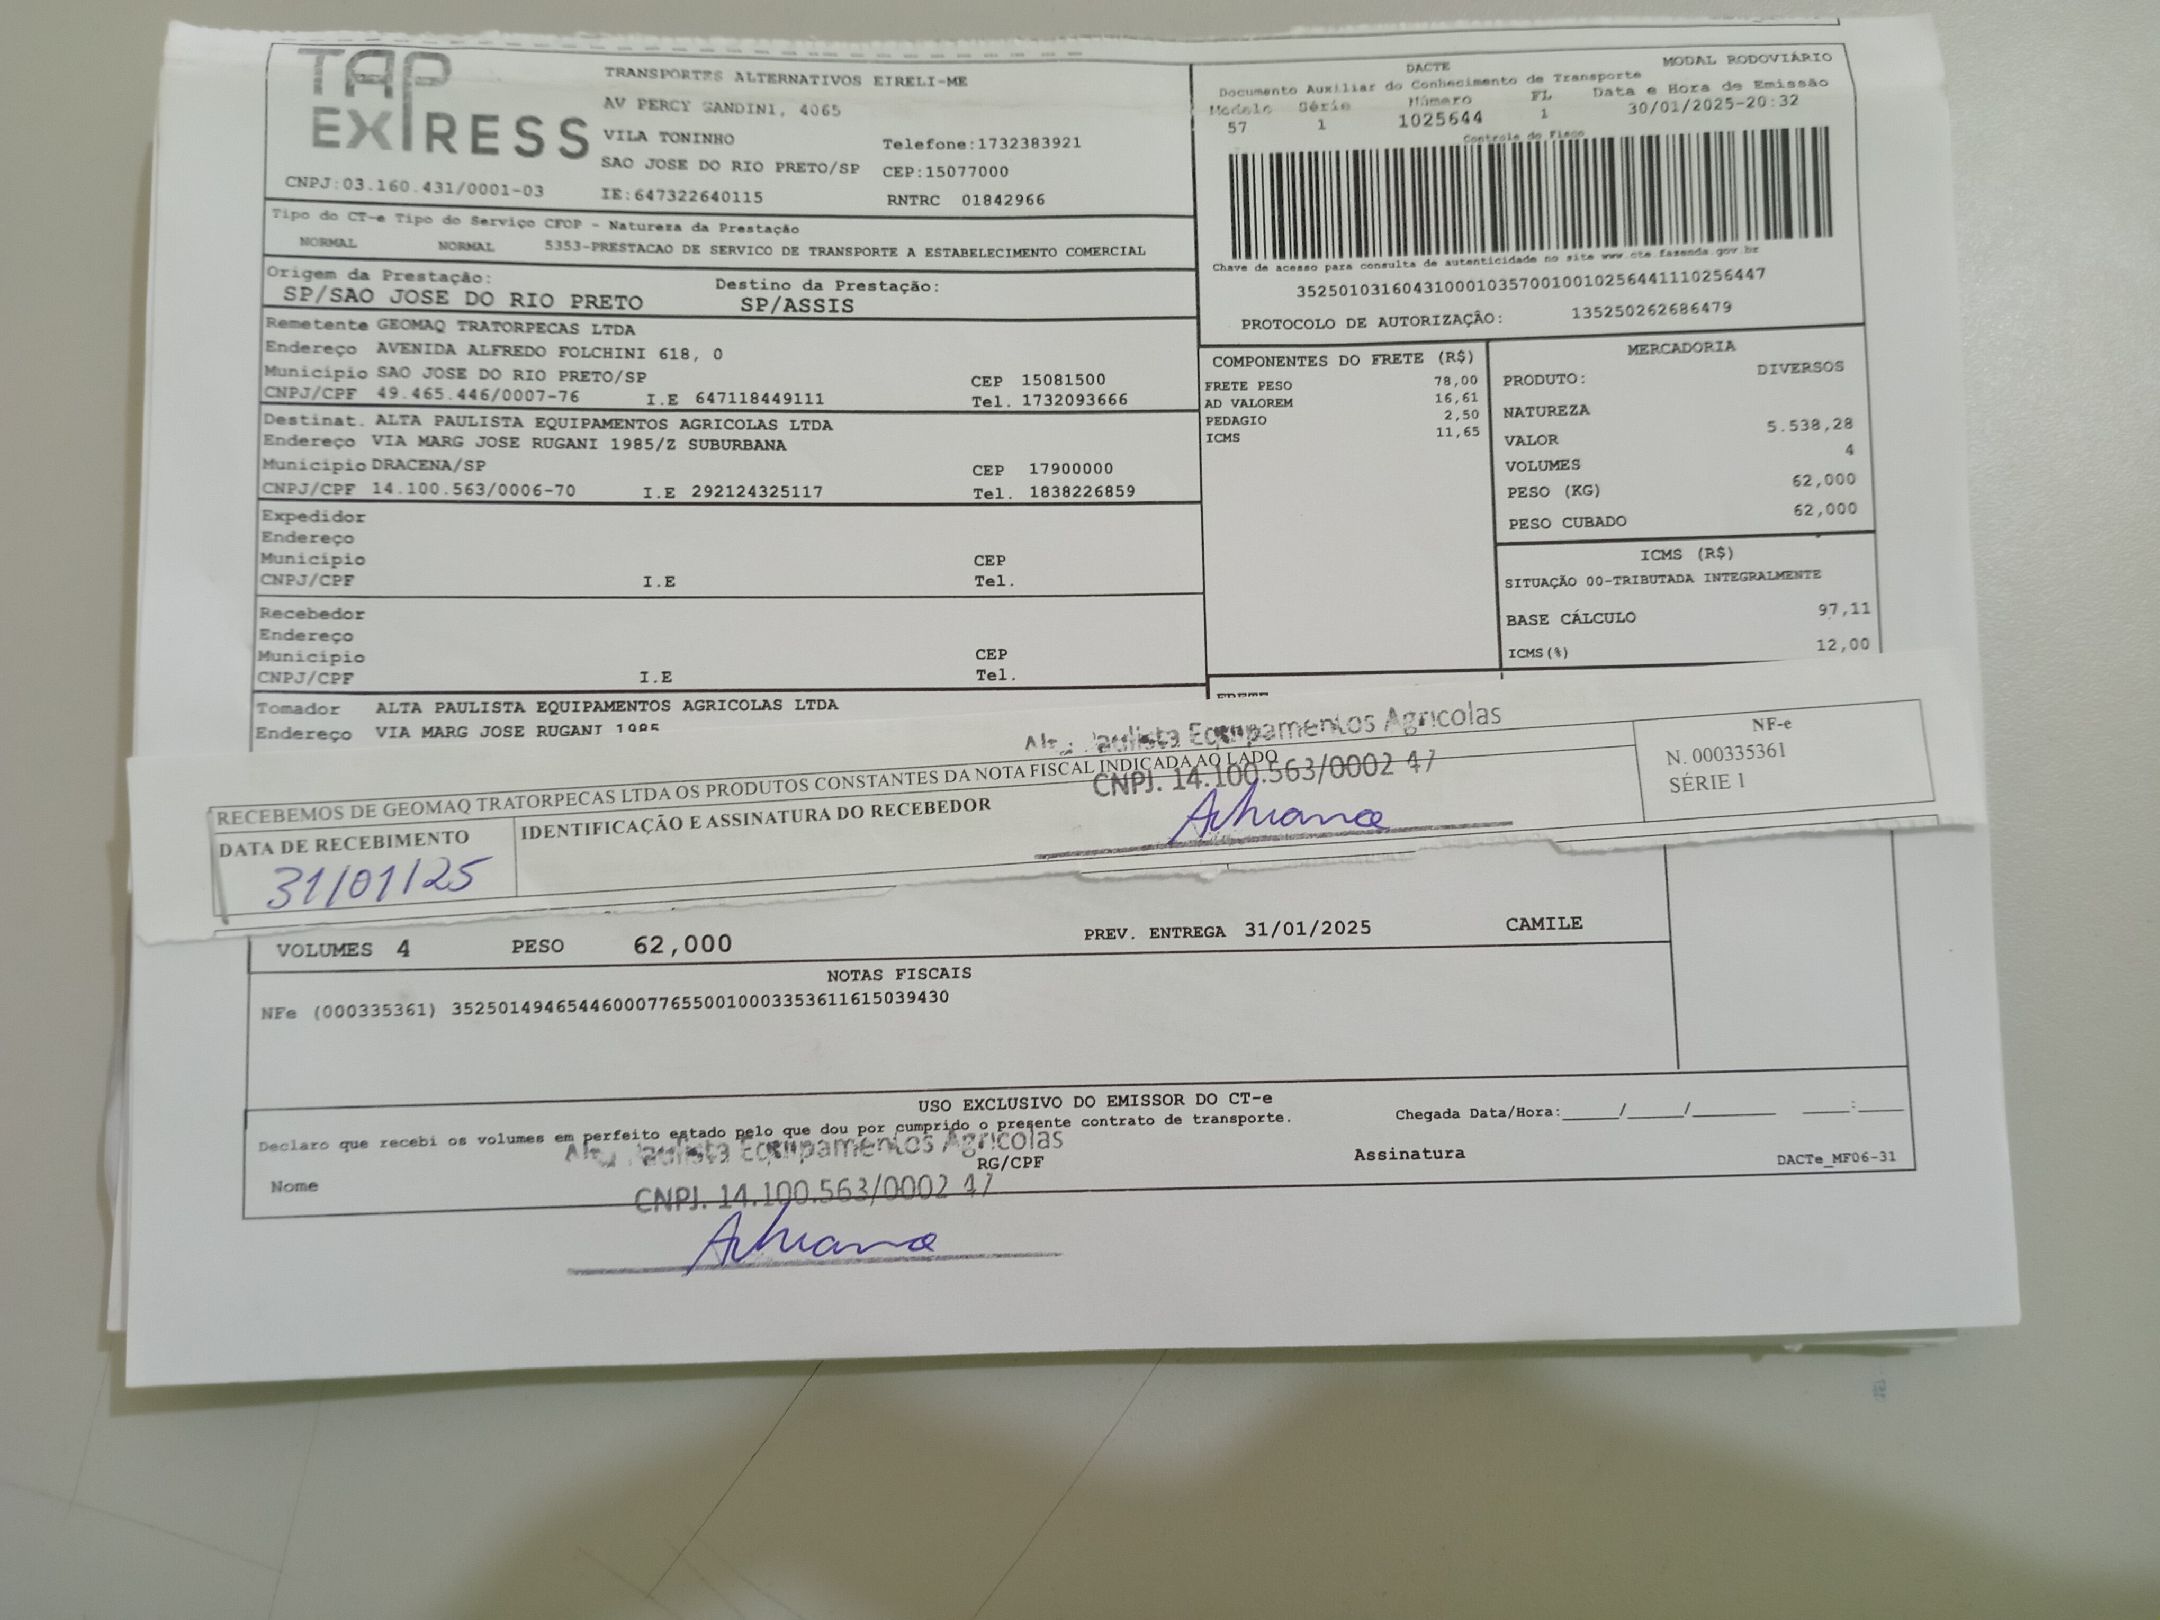 TAP EXPRESS
TRANSPORTES ALTERNATIVOS EIRELI-ME
AV PERCY GANDINI, 4065
VILA TONINHO Telefone:1732383921
SAO JOSE DO RIO PRETO/SP CEP:15077000
CNPJ:03.160.431/0001-03 IE:647322640115 RNTRC 01842966
DACTE MODAL RODOVIÁRIO
Documento Auxiliar do Conhecimento de Transporte
Modelo Série Número FL Data e Hora de Emissão
57 1 1025644 1 30/01/2025-20:32
Controle do Fisco
Chave de acesso para consulta de autenticidade no site www.cte.fazenda.gov.br
35250103160431000103570010010256441110256447
PROTOCOLO DE AUTORIZAÇÃO: 135250262686479
Tipo do CT-e Tipo do Serviço CFOP - Natureza da Prestação
NORMAL NORMAL 5353-PRESTACAO DE SERVICO DE TRANSPORTE A ESTABELECIMENTO COMERCIAL
Origem da Prestação: Destino da Prestação:
SP/SAO JOSE DO RIO PRETO SP/ASSIS
Remetente GEOMAQ TRATORPECAS LTDA
Endereço AVENIDA ALFREDO FOLCHINI 618, 0
Município SAO JOSE DO RIO PRETO/SP CEP 15081500
CNPJ/CPF 49.465.446/0007-76 I.E 647118449111 Tel. 1732093666
Destinat. ALTA PAULISTA EQUIPAMENTOS AGRICOLAS LTDA
Endereço VIA MARG JOSE RUGANI 1985/Z SUBURBANA
Município DRACENA/SP CEP 17900000
CNPJ/CPF 14.100.563/0006-70 I.E 292124325117 Tel. 1838226859
Expedidor
Endereço
Município CEP
CNPJ/CPF I.E Tel.
Recebedor
Endereço
Município CEP
CNPJ/CPF I.E Tel.
Tomador ALTA PAULISTA EQUIPAMENTOS AGRICOLAS LTDA
Endereço VIA MARG JOSE RUGANI 1985
COMPONENTES DO FRETE (R$)
FRETE PESO 78,00
AD VALOREM 16,61
PEDAGIO 2,50
ICMS 11,65
MERCADORIA
PRODUTO: DIVERSOS
NATUREZA
VALOR 5.538,28
VOLUMES 4
PESO (KG) 62,000
PESO CUBADO 62,000
ICMS (R$)
SITUAÇÃO 00-TRIBUTADA INTEGRALMENTE
BASE CÁLCULO 97,11
ICMS(%) 12,00
Alta Paulista Equipamentos Agricolas
CNPJ. 14.100.563/0002 47
Adriana
RECEBEMOS DE GEOMAQ TRATORPECAS LTDA OS PRODUTOS CONSTANTES DA NOTA FISCAL INDICADA AO LADO
DATA DE RECEBIMENTO IDENTIFICAÇÃO E ASSINATURA DO RECEBEDOR
31/01/25
NF-e
N. 000335361
SÉRIE 1
VOLUMES 4 PESO 62,000 PREV. ENTREGA 31/01/2025 CAMILE
NOTAS FISCAIS
NFe (000335361) 35250149465446000776550010003353611615039430
USO EXCLUSIVO DO EMISSOR DO CT-e
Declaro que recebi os volumes em perfeito estado pelo que dou por cumprido o presente contrato de transporte. Chegada Data/Hora:_____/_____/_______ ____:____
Nome RG/CPF Assinatura DACTe_MF06-31
Alta Paulista Equipamentos Agricolas
CNPJ. 14.100.563/0002 47
Adriana